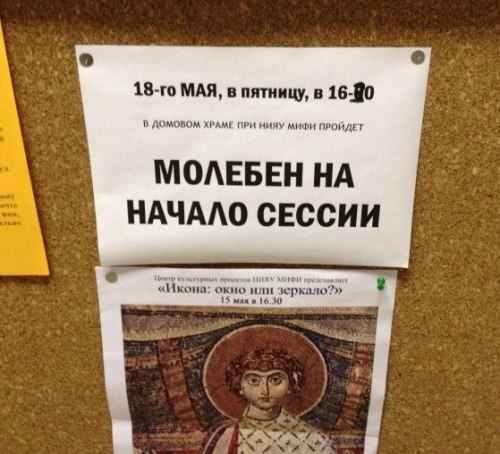 18-го МАЯ, в пятницу, в 16-30
В ДОМОВОМ ХРАМЕ ПРИ НИЯУ МИФИ ПРОЙДЕТ
МОЛЕБЕН НА
НАЧАЛО СЕССИИ
Центр культурных проектов НИЯУ МИФИ представляет
«Икона: окно или зеркало?»
15 мая в 16.30